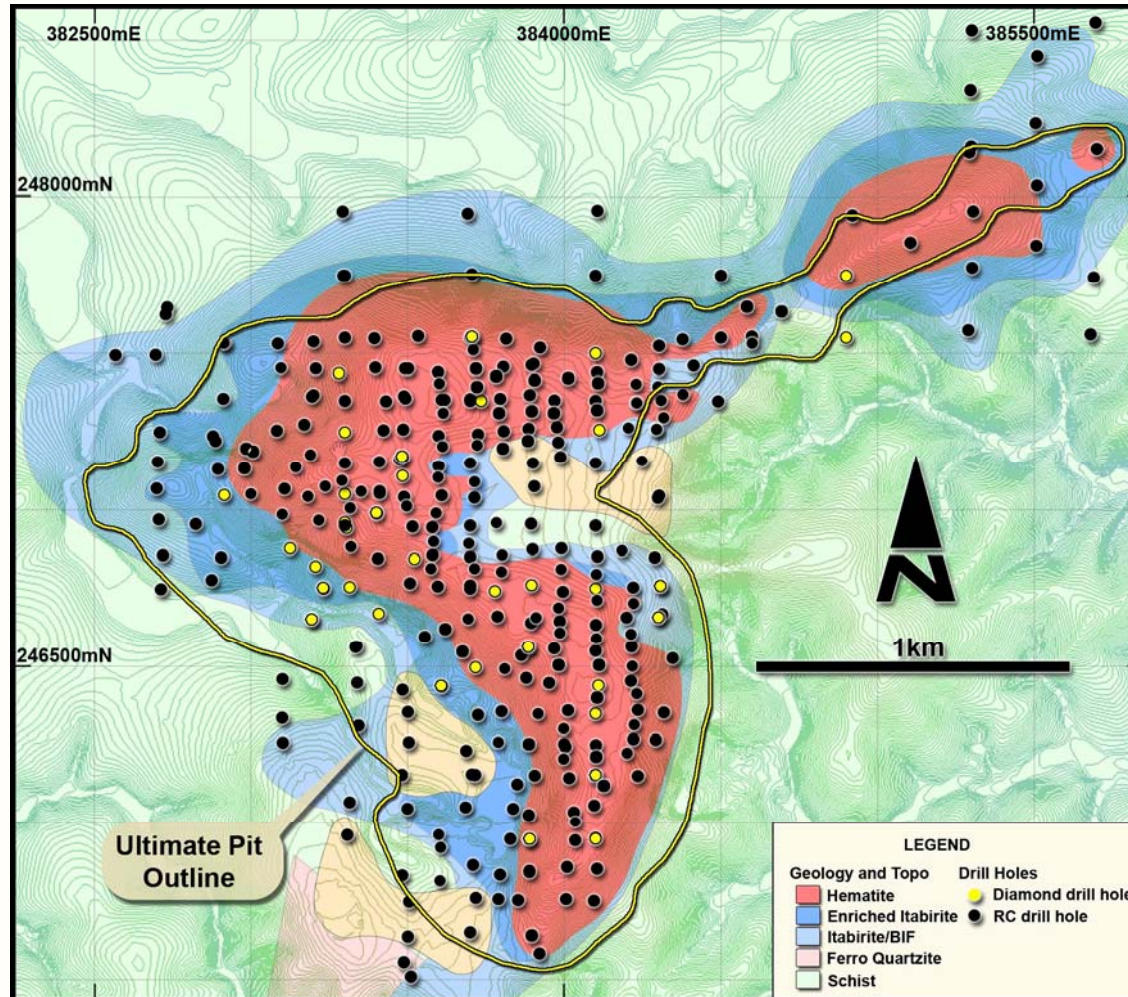 382500mE
384000mE
385500mE
248000mN
246500mN
N
1km
Ultimate Pit
Outline
LEGEND
Geology and Topo
Hematite
Enriched Itabirite
Itabirite/BIF
Ferro Quartzite
Schist
Drill Holes
Diamond drill hole
RC drill hole